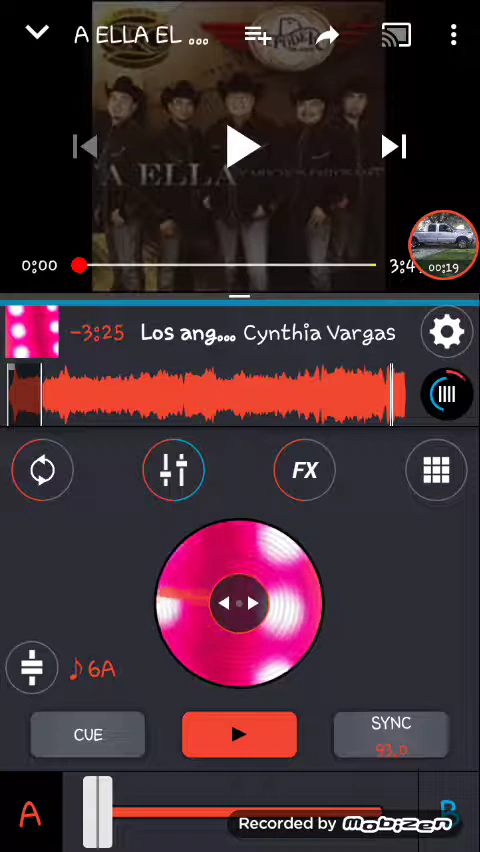 A ELLA EL ...
PODER
A ELLA
0:00
3:4
00:19
-3:25 Los ang... Cynthia Vargas
FX
♪6A
CUE
SYNC
93.0
A
B
Recorded by mobizen